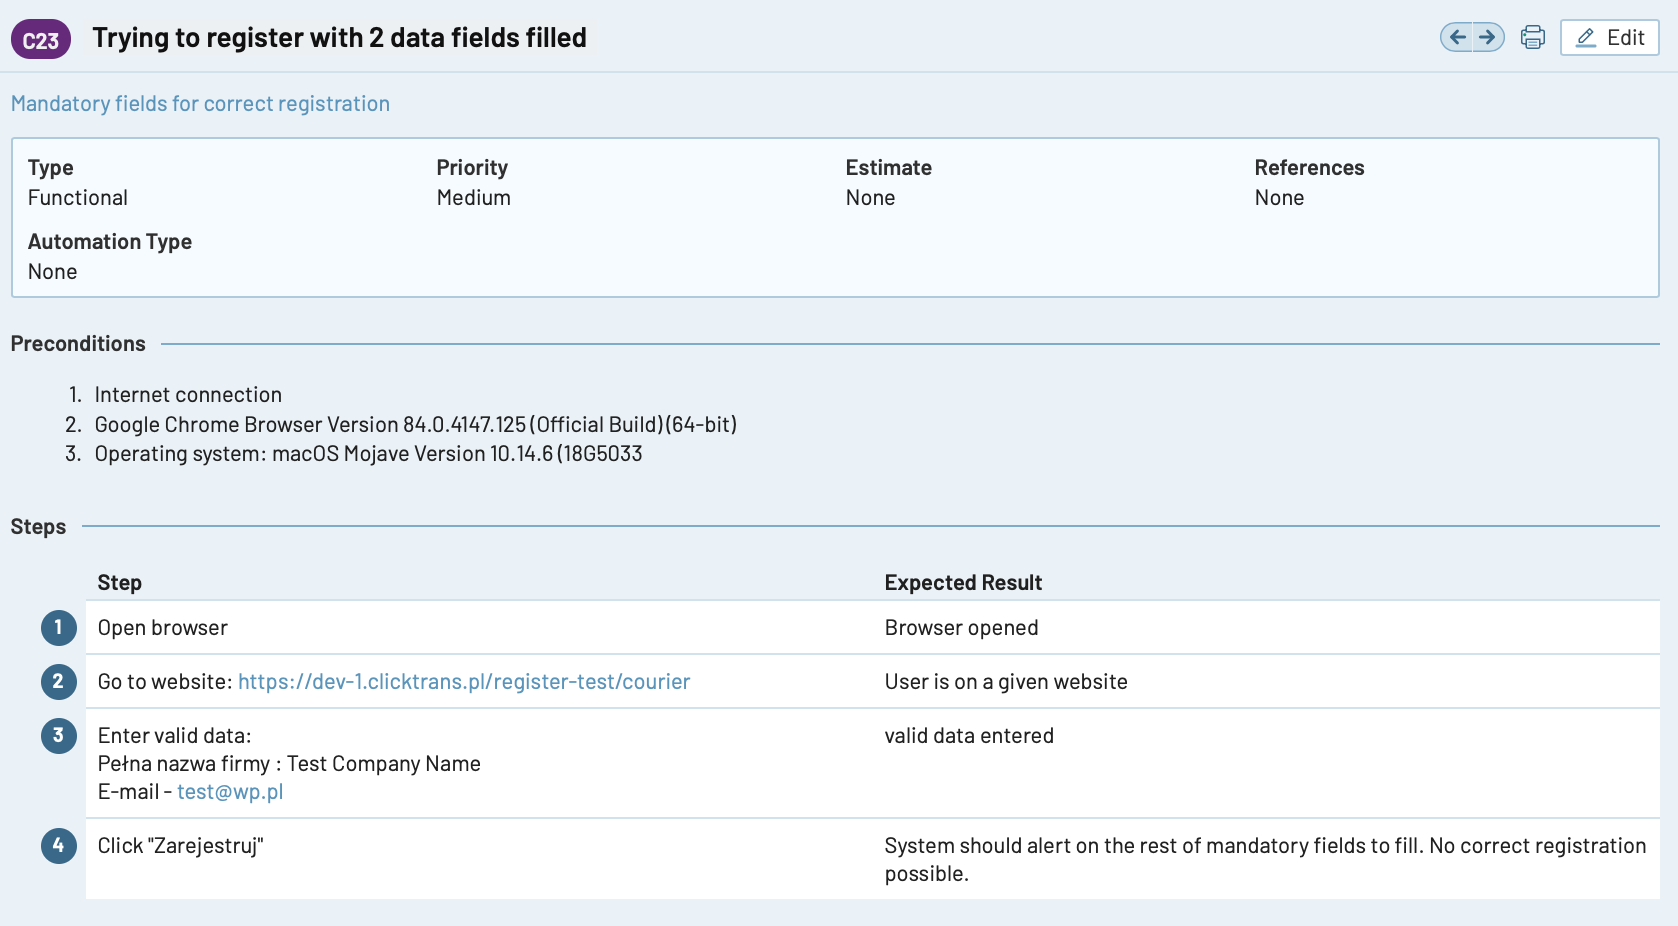 C23 Trying to register with 2 data fields filled
Edit
Mandatory fields for correct registration
Type Priority Estimate References
Functional Medium None None
Automation Type
None
Preconditions
1. Internet connection
2. Google Chrome Browser Version 84.0.4147.125 (Official Build) (64-bit)
3. Operating system: macOS Mojave Version 10.14.6 (18G5033
Steps
Step Expected Result
1 Open browser Browser opened
2 Go to website: https://dev-1.clicktrans.pl/register-test/courier User is on a given website
3 Enter valid data: valid data entered
Pełna nazwa firmy : Test Company Name
E-mail - test@wp.pl
4 Click "Zarejestruj" System should alert on the rest of mandatory fields to fill. No correct registration
possible.